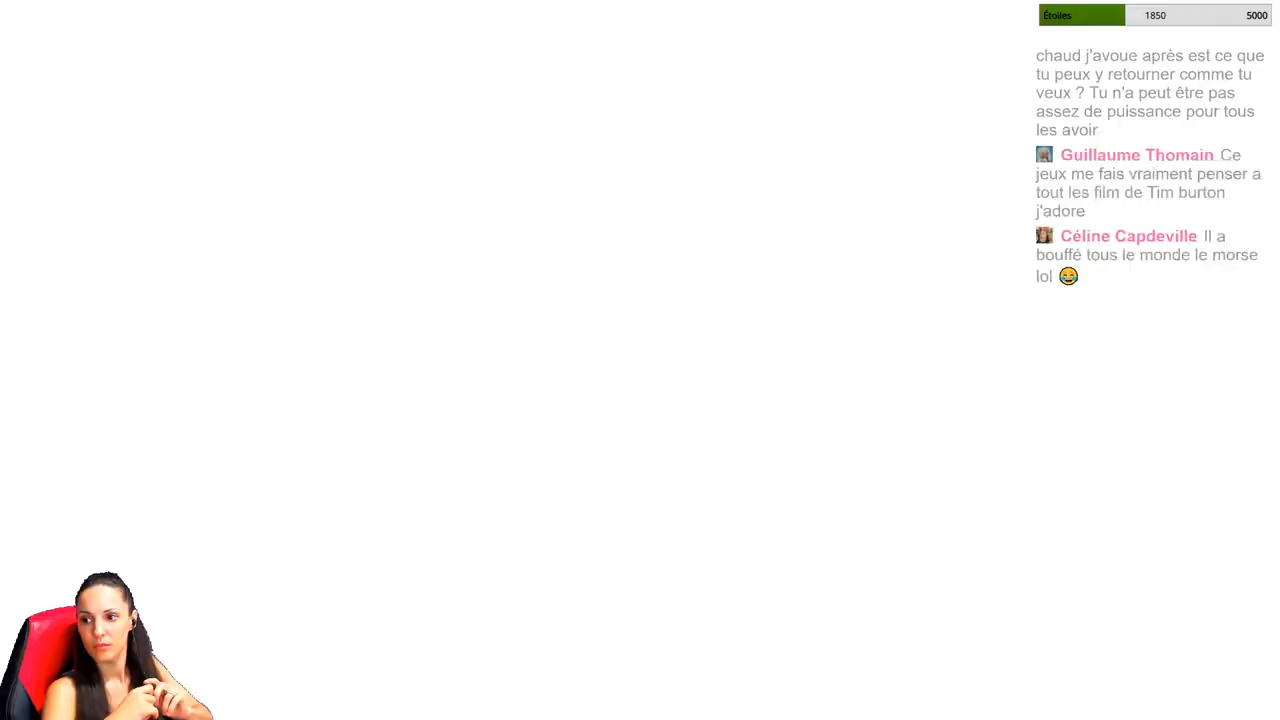 Étoiles 1850 5000
chaud j'avoue après est ce que
tu peux y retourner comme tu
veux ? Tu n'a peut être pas
assez de puissance pour tous
les avoir
Guillaume Thomain Ce
jeux me fais vraiment penser a
tout les film de Tim burton
j'adore
Céline Capdeville Il a
bouffé tous le monde le morse
lol 😂